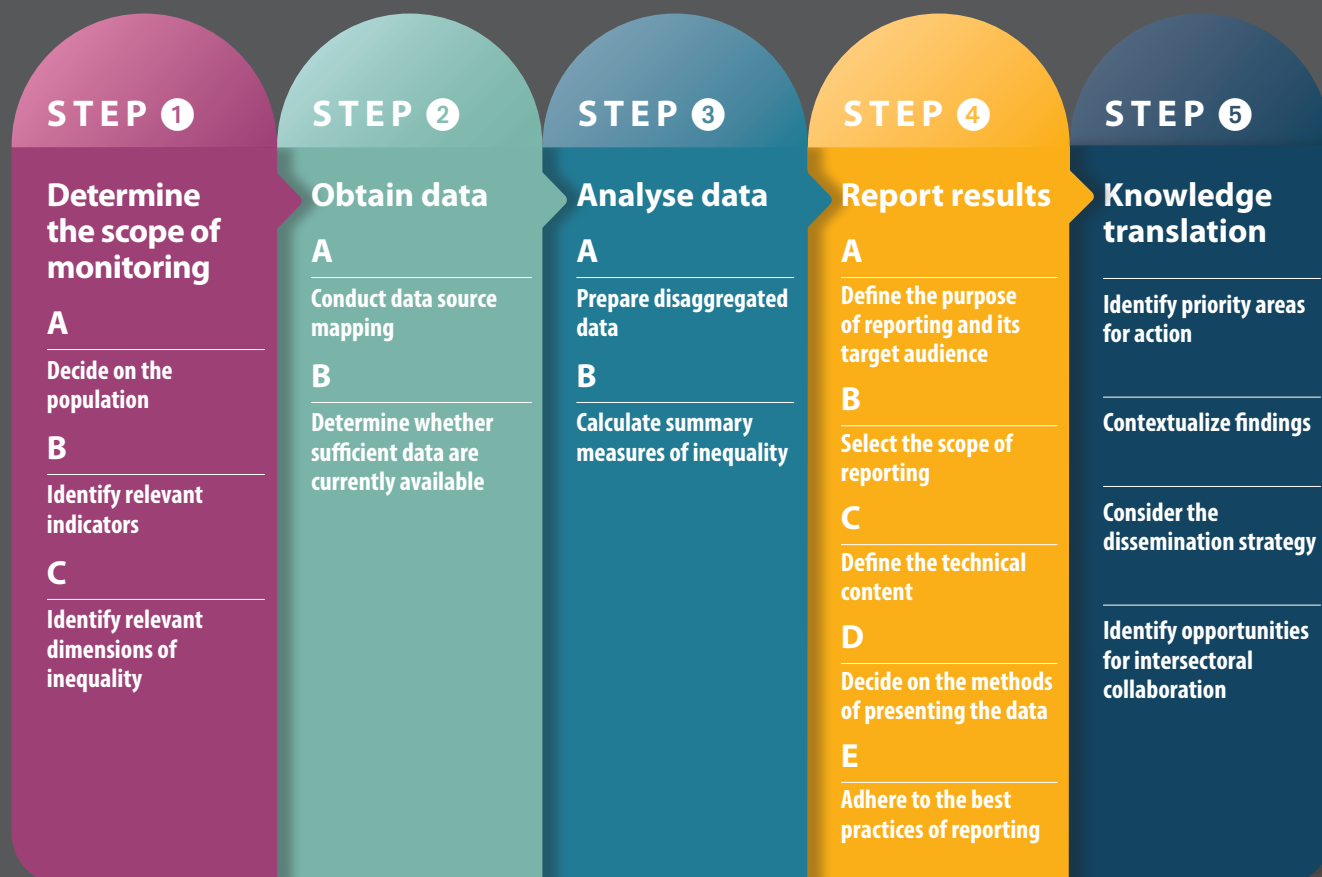 STEP 1
Determine
the scope of
monitoring
A
Decide on the
population
B
Identify relevant
indicators
C
Identify relevant
dimensions of
inequality
STEP 2
Obtain data
A
Conduct data source
mapping
B
Determine whether
sufficient data are
currently available
STEP 3
Analyse data
A
Prepare disaggregated
data
B
Calculate summary
measures of inequality
STEP 4
Report results
A
Define the purpose
of reporting and its
target audience
B
Select the scope of
reporting
C
Define the technical
content
D
Decide on the methods
of presenting the data
E
Adhere to the best
practices of reporting
STEP 5
Knowledge
translation
Identify priority areas
for action
Contextualize findings
Consider the
dissemination strategy
Identify opportunities
for intersectoral
collaboration